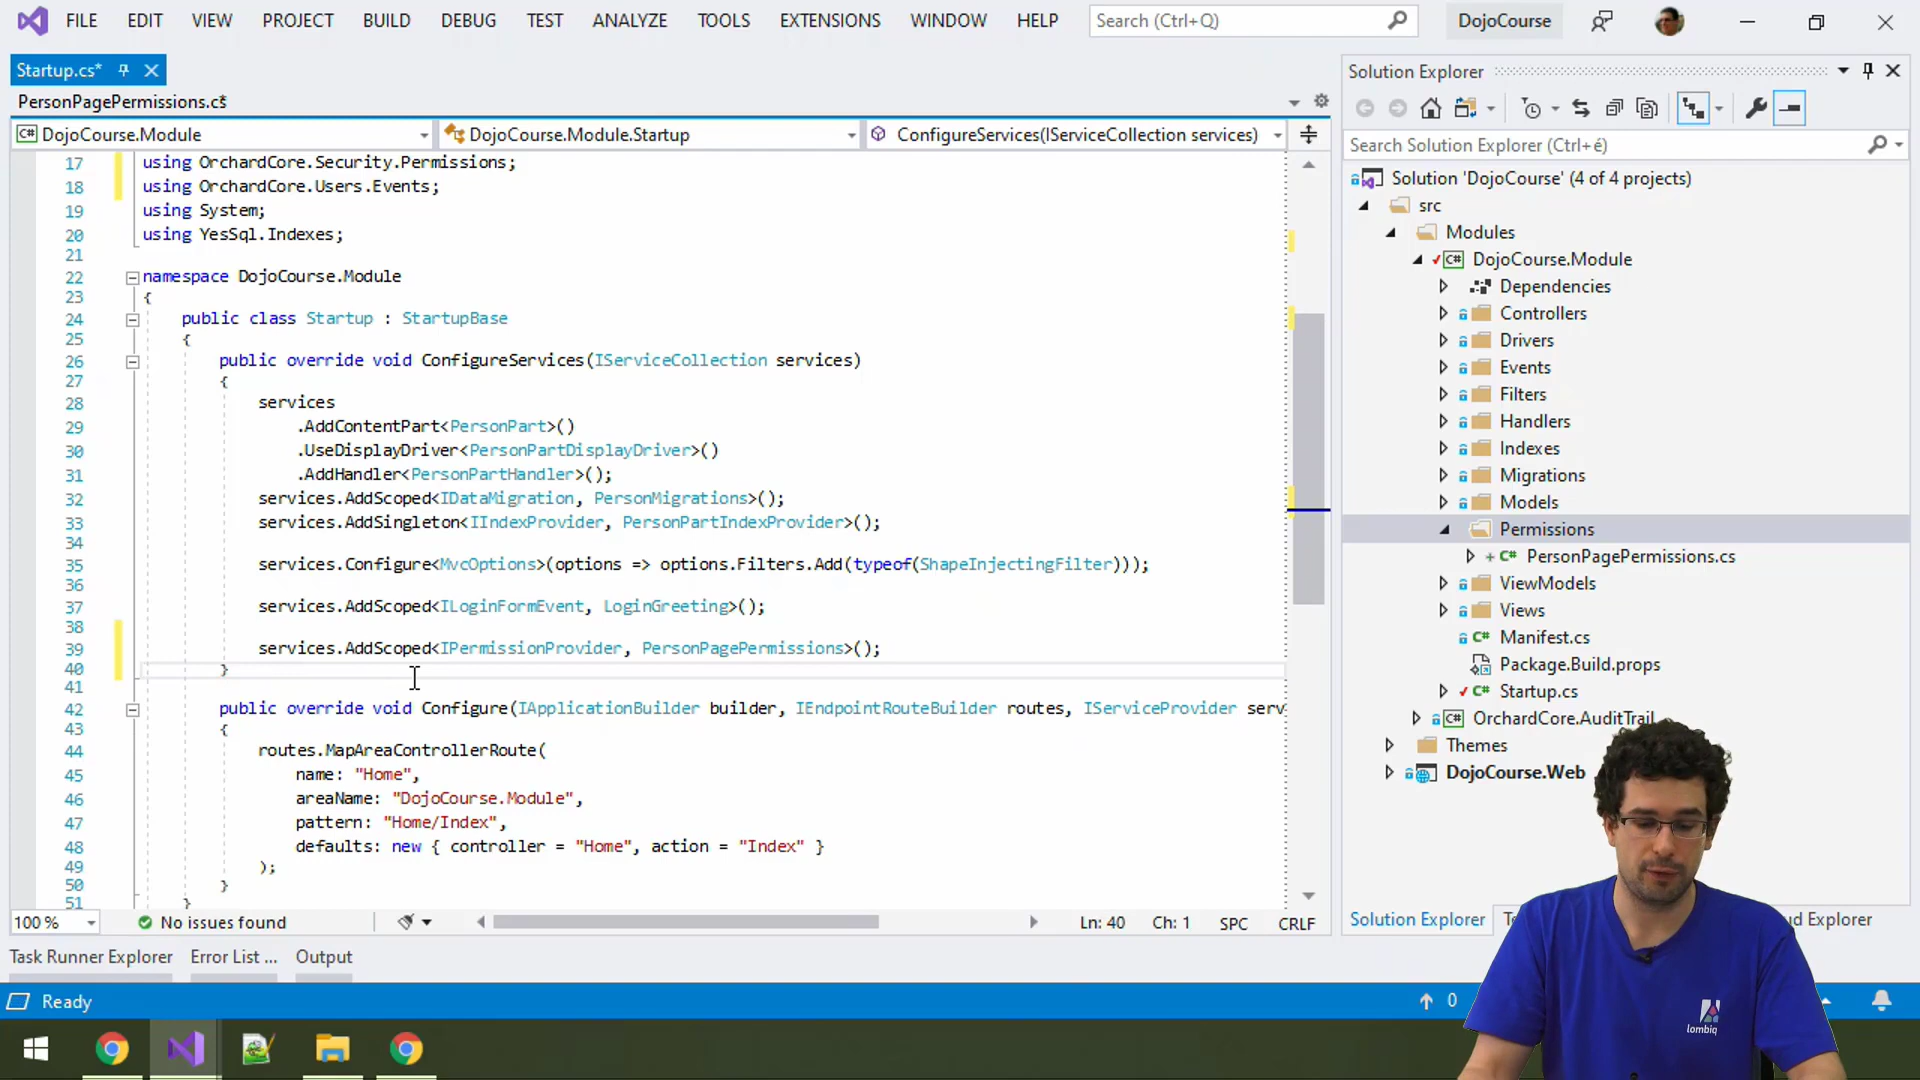 FILE EDIT VIEW PROJECT BUILD DEBUG TEST ANALYZE TOOLS EXTENSIONS WINDOW HELP Search (Ctrl+Q) DojoCourse
Startup.cs*
PersonPagePermissions.cs*
C# DojoCourse.Module DojoCourse.Module.Startup ConfigureServices(IServiceCollection services)
17 using OrchardCore.Security.Permissions;
18 using OrchardCore.Users.Events;
19 using System;
20 using YesSql.Indexes;
21
22 namespace DojoCourse.Module
23 {
24 public class Startup : StartupBase
25 {
26 public override void ConfigureServices(IServiceCollection services)
27 {
28 services
29 .AddContentPart<PersonPart>()
30 .UseDisplayDriver<PersonPartDisplayDriver>()
31 .AddHandler<PersonPartHandler>();
32 services.AddScoped<IDataMigration, PersonMigrations>();
33 services.AddSingleton<IIndexProvider, PersonPartIndexProvider>();
34
35 services.Configure<MvcOptions>(options => options.Filters.Add(typeof(ShapeInjectingFilter)));
36
37 services.AddScoped<ILoginFormEvent, LoginGreeting>();
38
39 services.AddScoped<IPermissionProvider, PersonPagePermissions>();
40 }
41
42 public override void Configure(IApplicationBuilder builder, IEndpointRouteBuilder routes, IServiceProvider serv
43 {
44 routes.MapAreaControllerRoute(
45 name: "Home",
46 areaName: "DojoCourse.Module",
47 pattern: "Home/Index",
48 defaults: new { controller = "Home", action = "Index" }
49 );
50 }
51 }
100 % No issues found Ln: 40 Ch: 1 SPC CRLF
Task Runner Explorer Error List ... Output
Ready 0
Solution Explorer
Search Solution Explorer (Ctrl+é)
Solution 'DojoCourse' (4 of 4 projects)
src
Modules
C# DojoCourse.Module
Dependencies
Controllers
Drivers
Events
Filters
Handlers
Indexes
Migrations
Models
Permissions
C# PersonPagePermissions.cs
ViewModels
Views
C# Manifest.cs
Package.Build.props
C# Startup.cs
C# OrchardCore.AuditTrail
Themes
DojoCourse.Web
Solution Explorer Explorer
lombiq